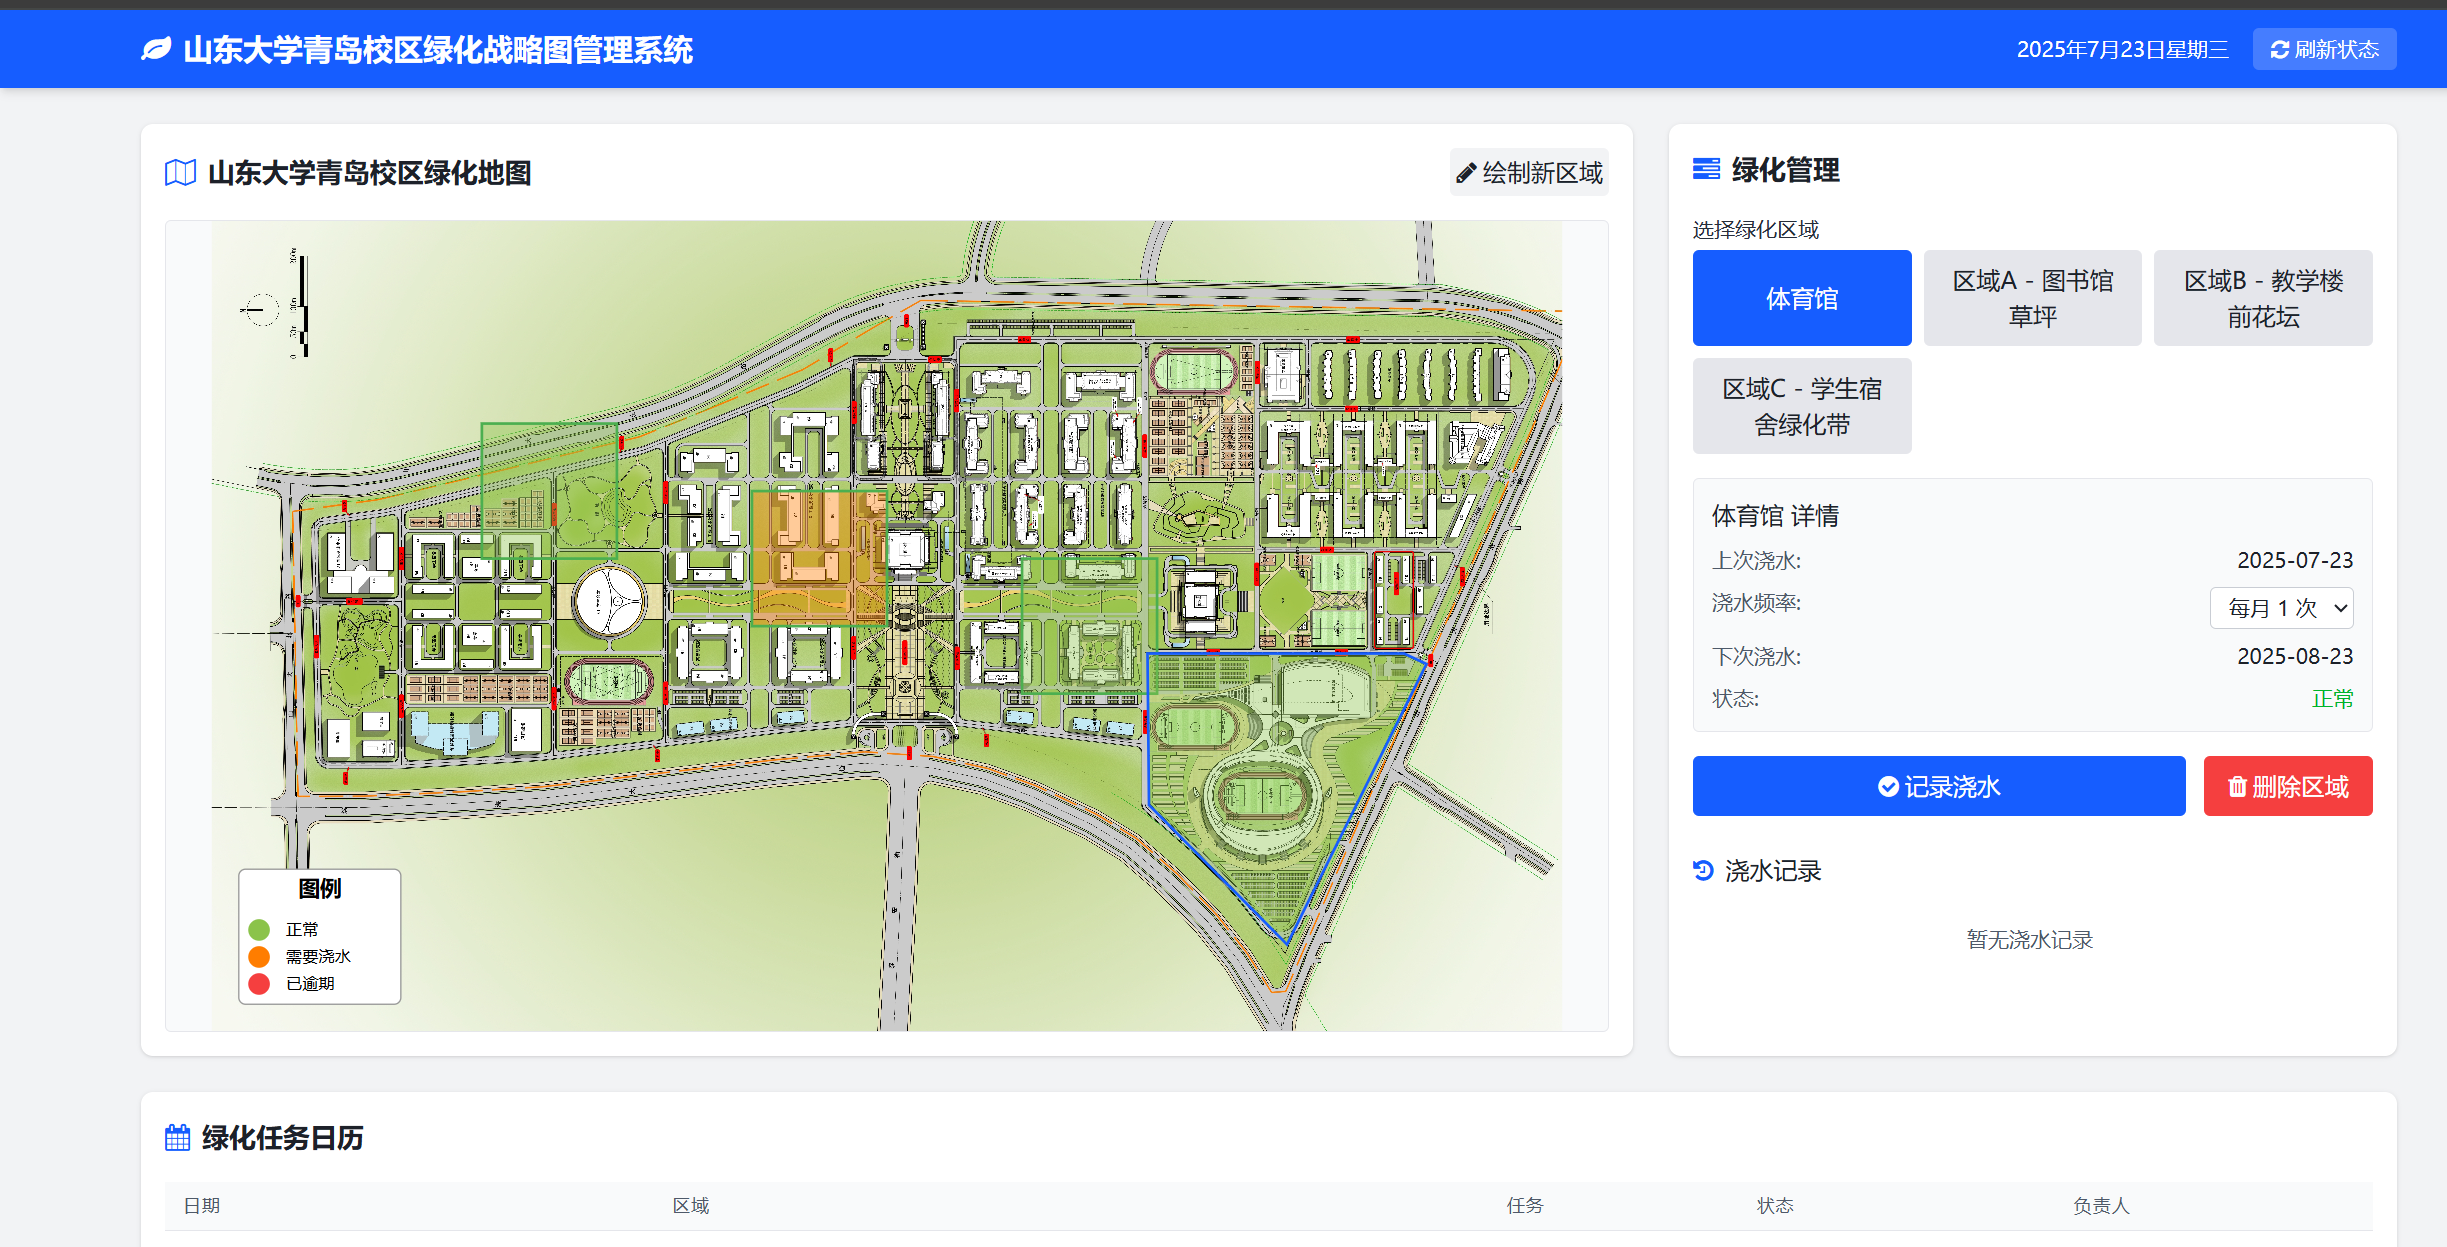 山东大学青岛校区绿化战略图管理系统
2025年7月23日星期三
刷新状态
山东大学青岛校区绿化地图
绘制新区域
图例
正常
需要浇水
已逾期
绿化管理
选择绿化区域
体育馆
区域A - 图书馆
草坪
区域B - 教学楼
前花坛
区域C - 学生宿
舍绿化带
体育馆 详情
上次浇水:
2025-07-23
浇水频率:
每月 1 次
下次浇水:
2025-08-23
状态:
正常
记录浇水
删除区域
浇水记录
暂无浇水记录
绿化任务日历
日期
区域
任务
状态
负责人